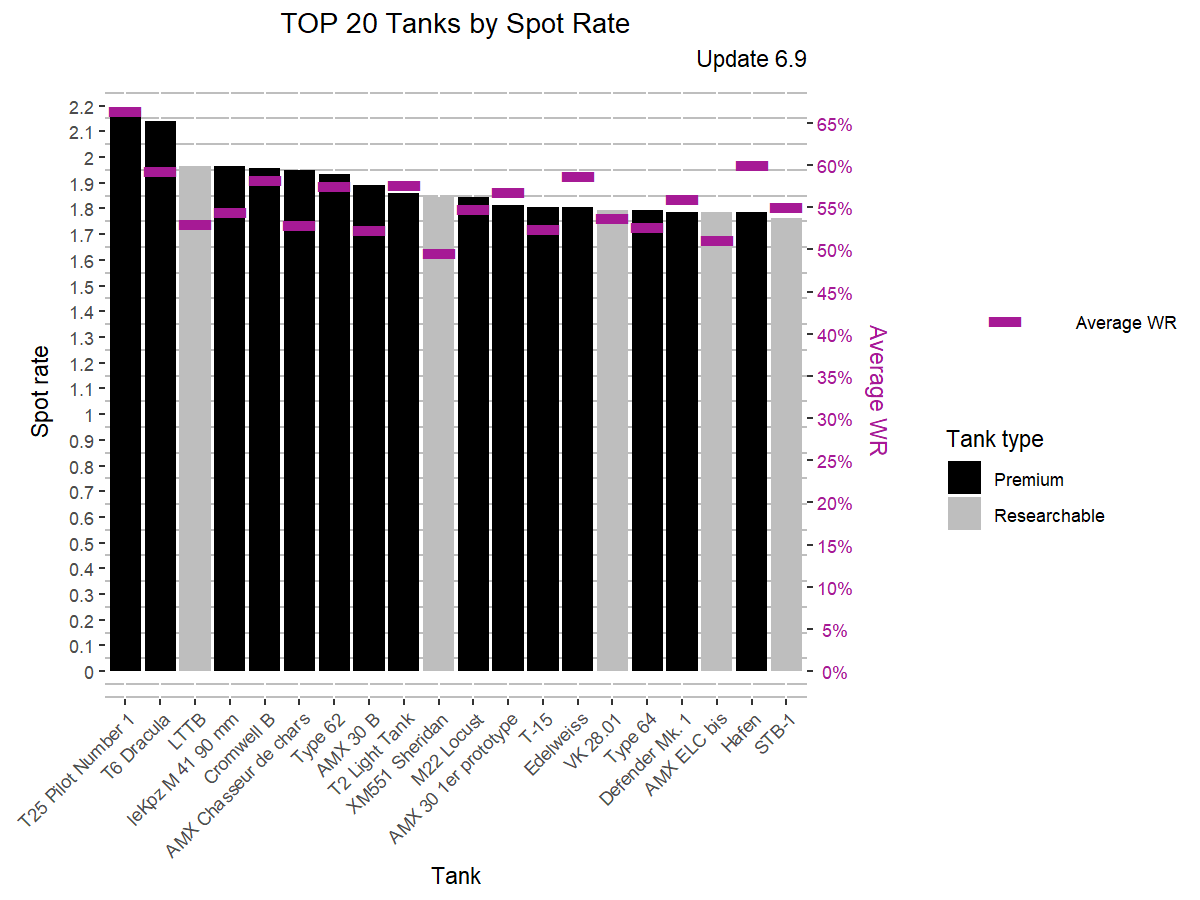 TOP 20 Tanks by Spot Rate
Update 6.9
Spot rate
2.2
2.1
2
1.9
1.8
1.7
1.6
1.5
1.4
1.3
1.2
1.1
1
0.9
0.8
0.7
0.6
0.5
0.4
0.3
0.2
0.1
0
65%
60%
55%
50%
45%
40%
35%
30%
25%
20%
15%
10%
5%
0%
Average WR
T25 Pilot Number 1
T6 Dracula
LTTB
leKpz M 41 90 mm
Cromwell B
AMX Chasseur de chars
Type 62
AMX 30 B
T2 Light Tank
XM551 Sheridan
M22 Locust
AMX 30 1er prototype
T-15
Edelweiss
VK 28.01
Type 64
Defender Mk. 1
AMX ELC bis
Hafen
STB-1
Tank
Average WR
Tank type
Premium
Researchable